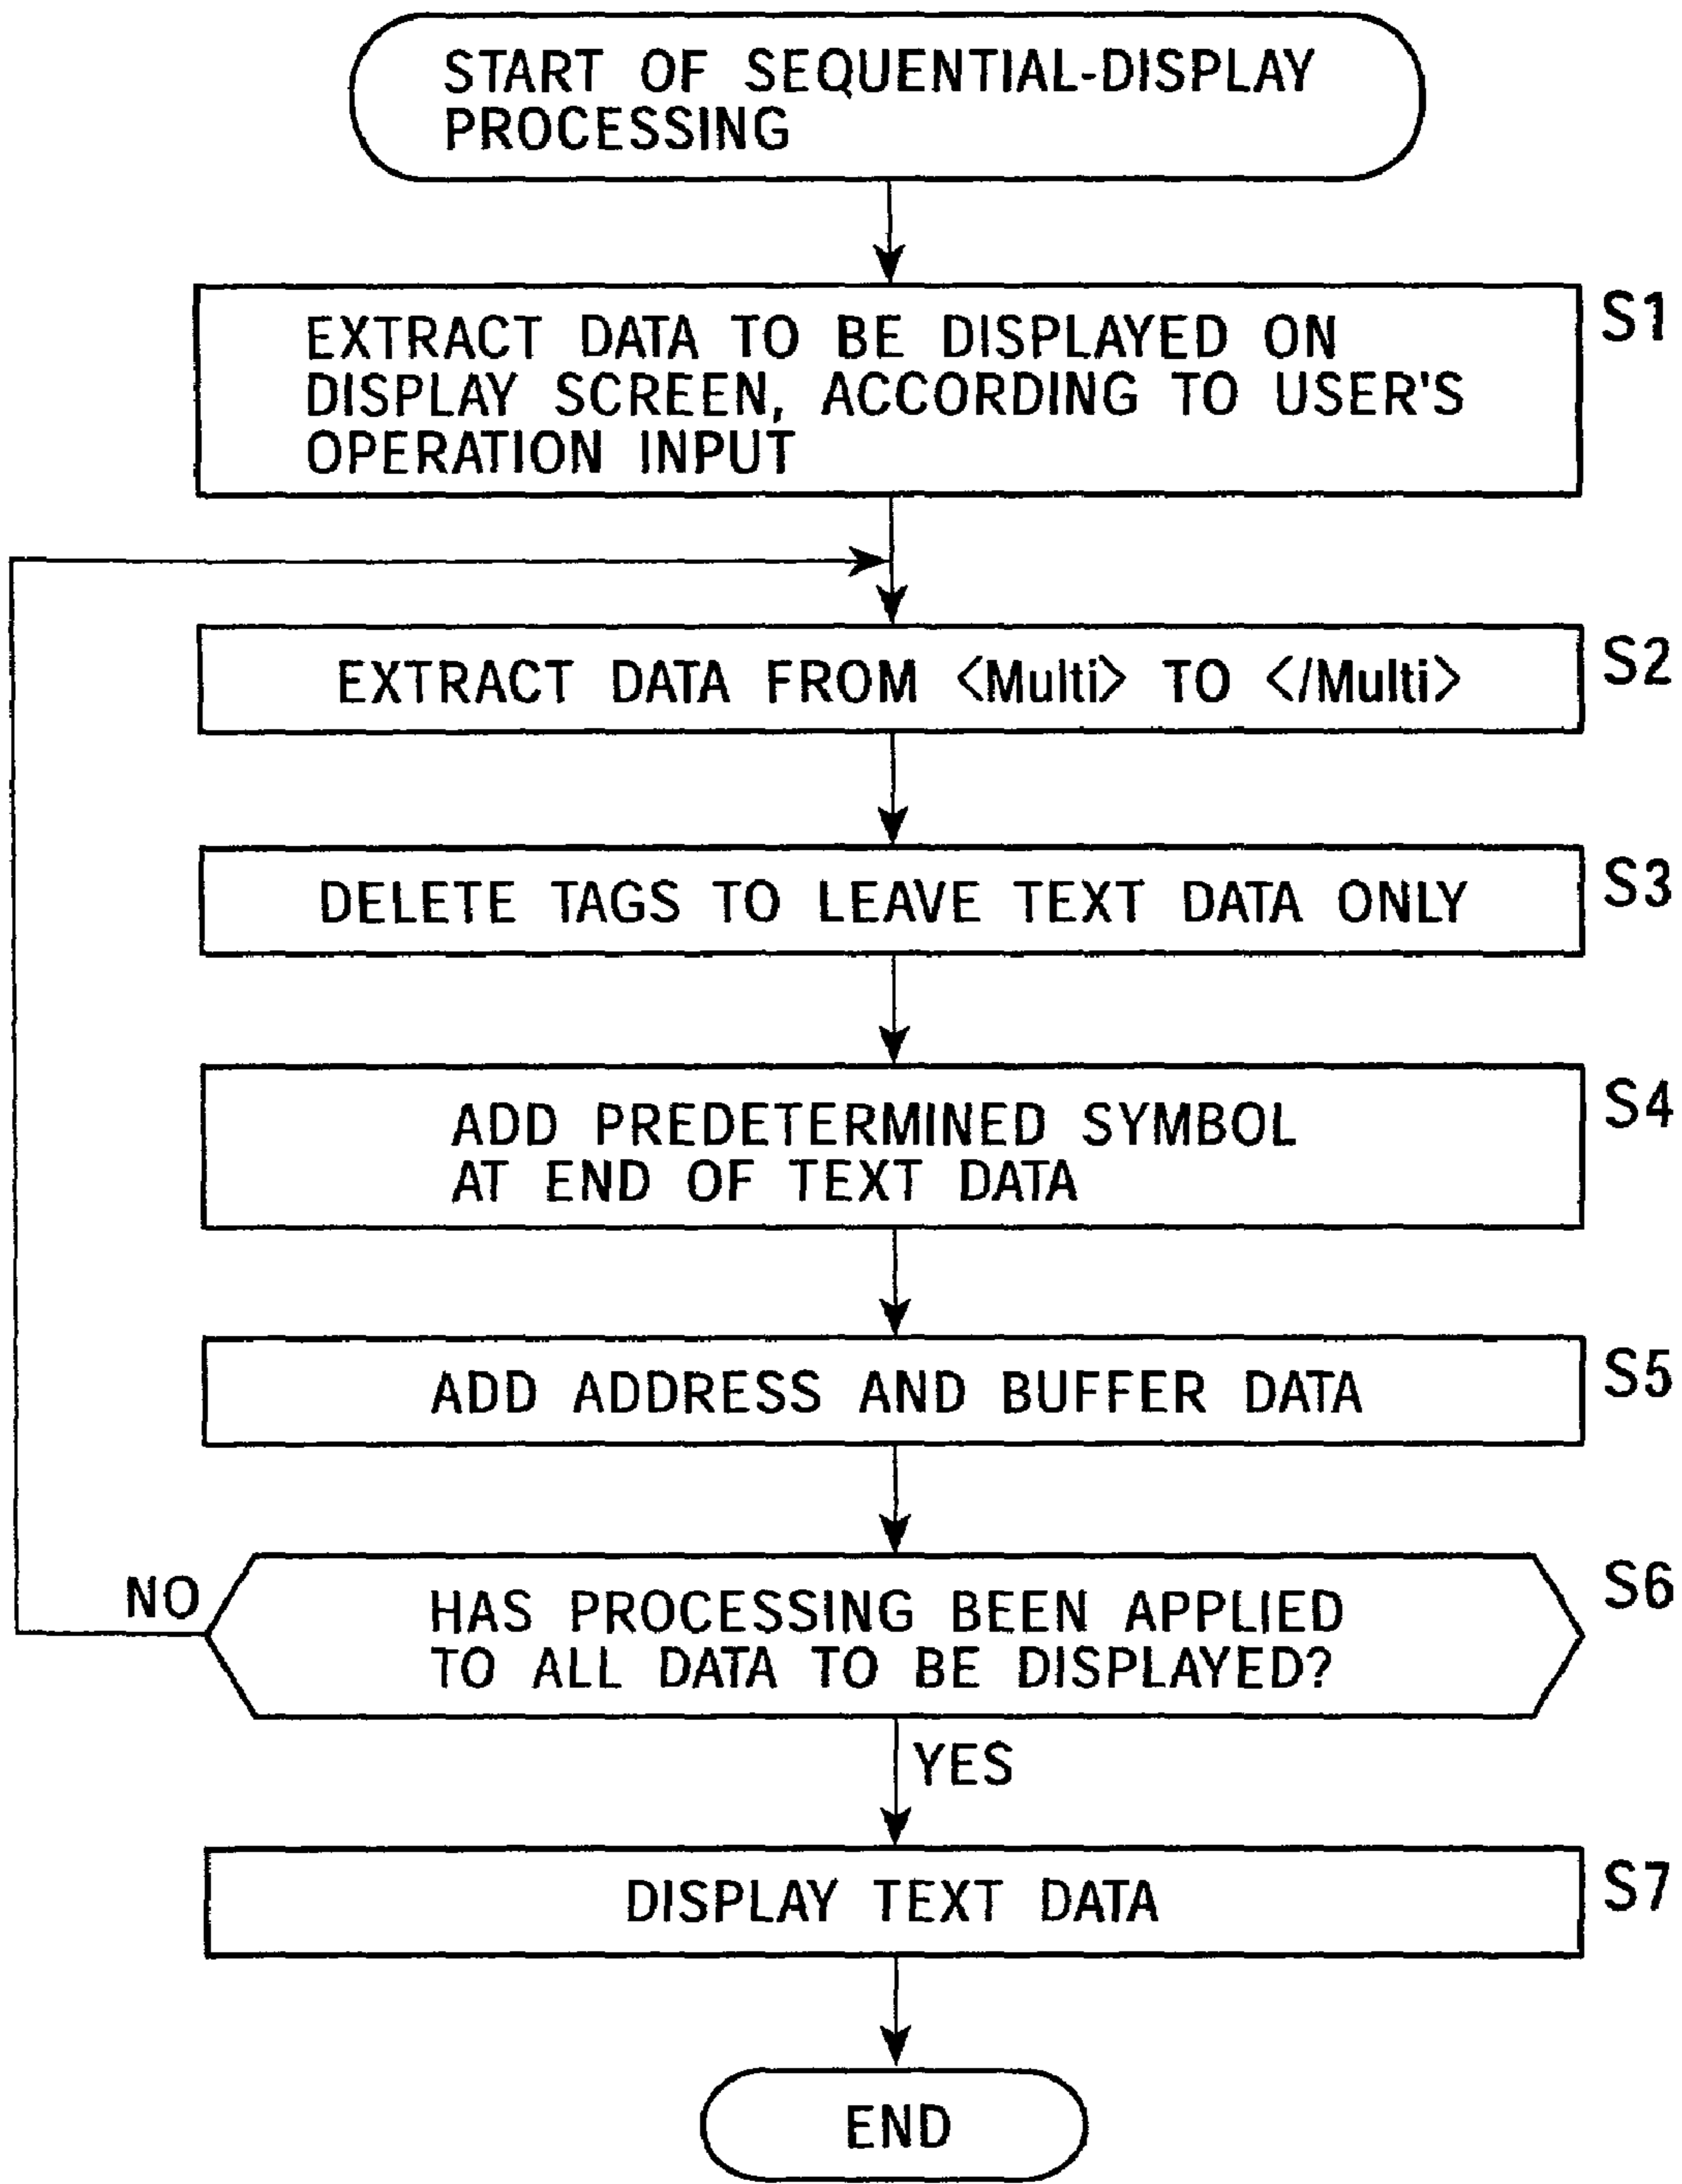 START OF SEQUENTIAL-DISPLAY
PROCESSING
EXTRACT DATA TO BE DISPLAYED ON
DISPLAY SCREEN, ACCORDING TO USER'S
OPERATION INPUT
S1
EXTRACT DATA FROM <Multi> TO </Multi>
S2
DELETE TAGS TO LEAVE TEXT DATA ONLY
S3
ADD PREDETERMINED SYMBOL
AT END OF TEXT DATA
S4
ADD ADDRESS AND BUFFER DATA
S5
HAS PROCESSING BEEN APPLIED
TO ALL DATA TO BE DISPLAYED?
S6
NO
YES
DISPLAY TEXT DATA
S7
END